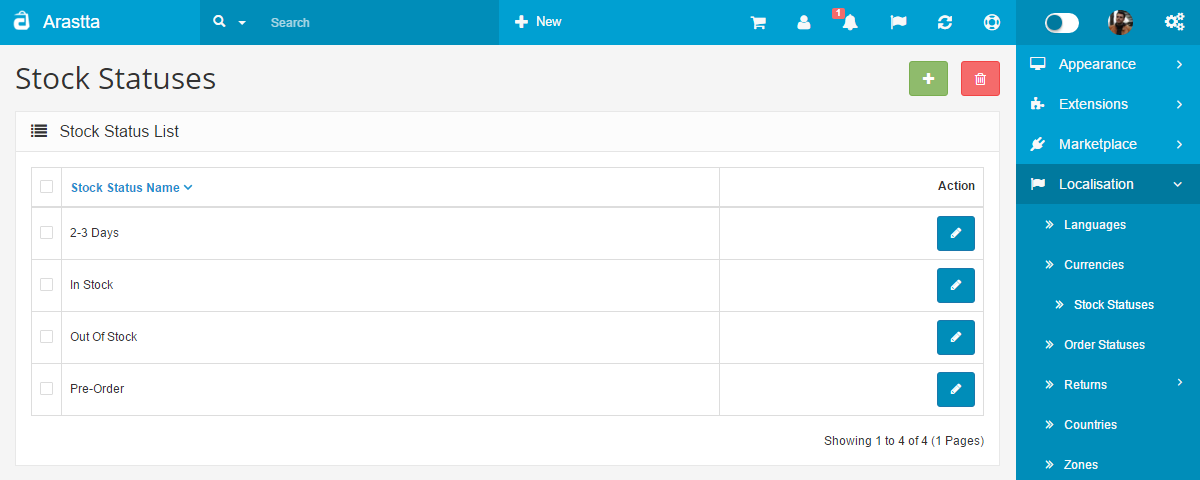 Arastta
Search
New
1
Stock Statuses
Stock Status List
Stock Status Name
Action
2-3 Days
In Stock
Out Of Stock
Pre-Order
Showing 1 to 4 of 4 (1 Pages)
Appearance
Extensions
Marketplace
Localisation
Languages
Currencies
Stock Statuses
Order Statuses
Returns
Countries
Zones